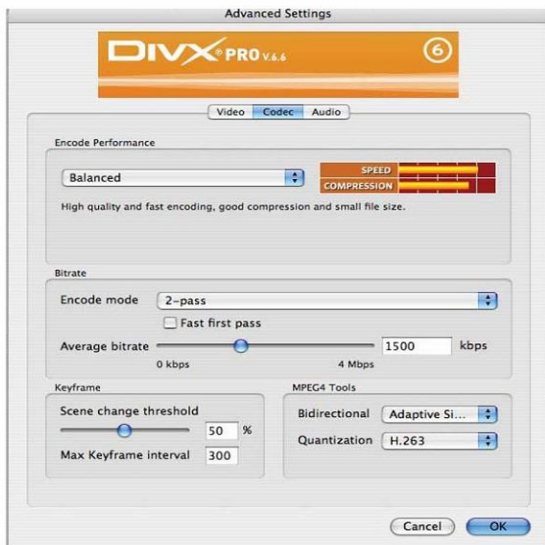 Advanced Settings
DIVX® PRO V.6.6
6
Video Codec Audio
Encode Performance
Balanced
SPEED
COMPRESSION
High quality and fast encoding, good compression and small file size.
Bitrate
Encode mode 2-pass
Fast first pass
Average bitrate 1500 kbps
0 kbps 4 Mbps
Keyframe
Scene change threshold
50 %
Max Keyframe interval 300
MPEG4 Tools
Bidirectional Adaptive Si...
Quantization H.263
Cancel OK